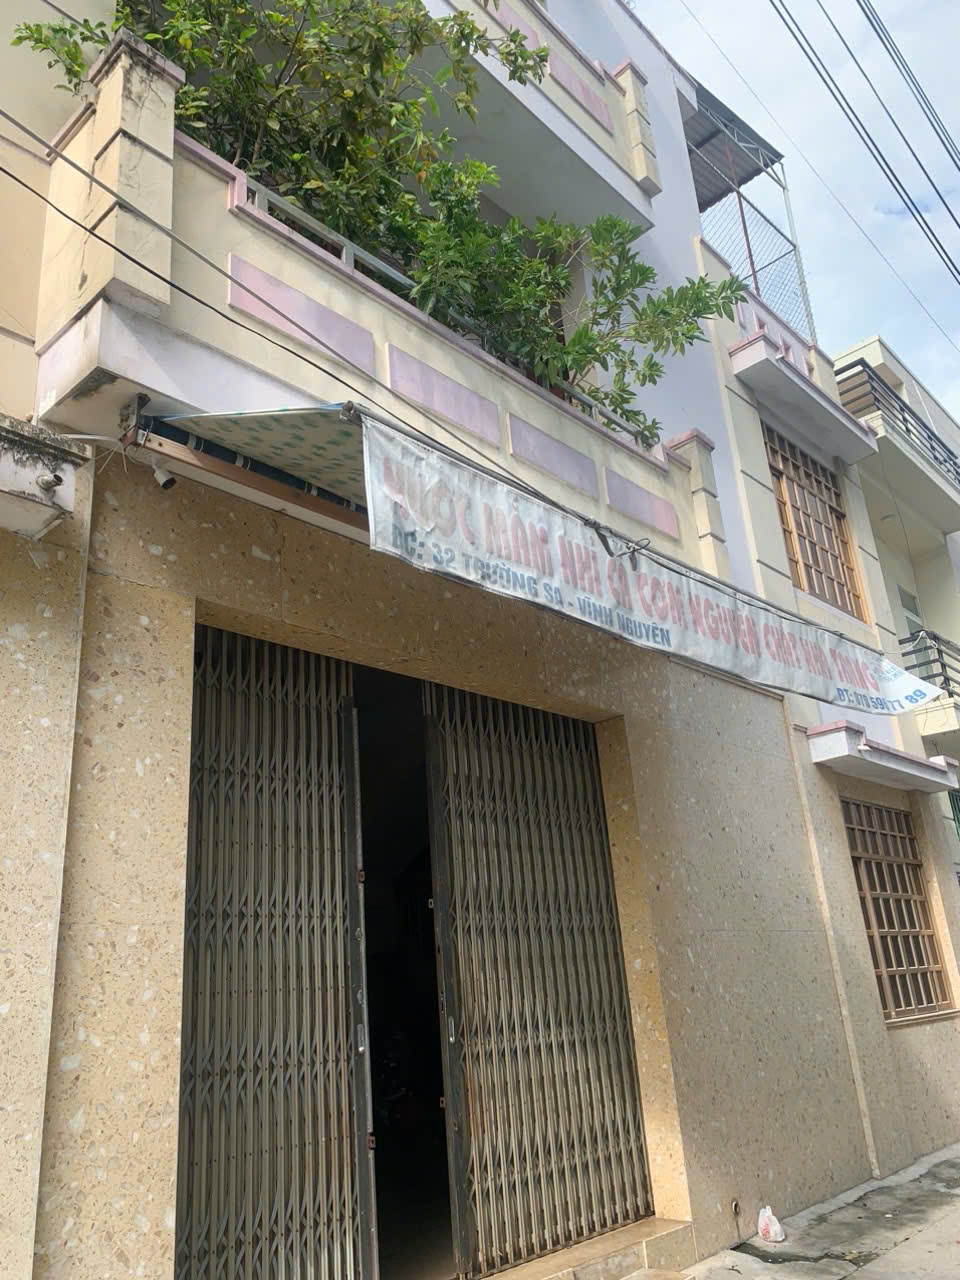 NƯỚC MẮM NHỈ CÁ CƠM NGUYÊN CHẤT NHA TRANG
ĐC: 32 TRƯỜNG SA - VĨNH NGUYÊN